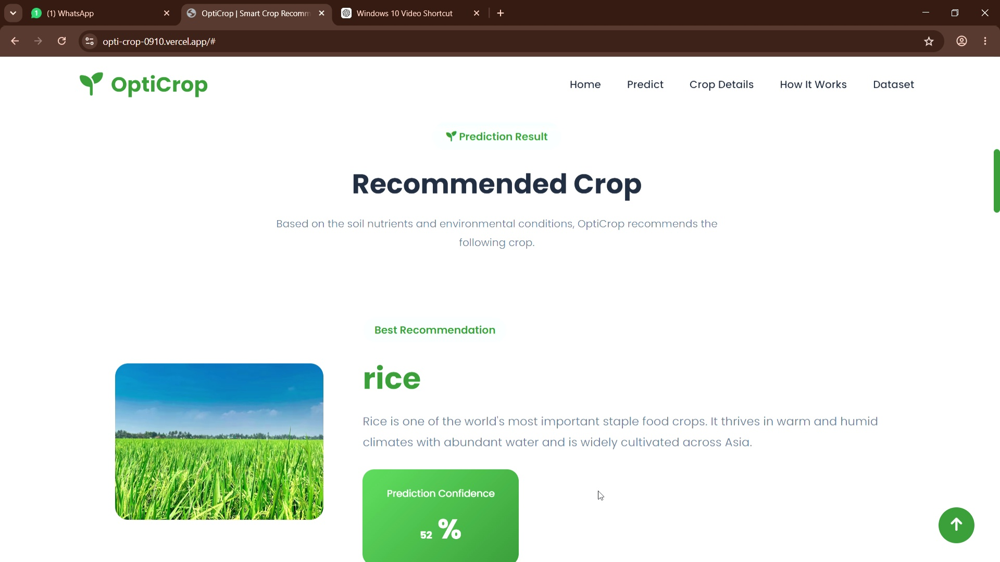 1 (1) WhatsApp
OptiCrop | Smart Crop Recomm
Windows 10 Video Shortcut
opti-crop-0910.vercel.app/#
OptiCrop
Home
Predict
Crop Details
How It Works
Dataset
Prediction Result
Recommended Crop
Based on the soil nutrients and environmental conditions, OptiCrop recommends the
following crop.
Best Recommendation
rice
Rice is one of the world's most important staple food crops. It thrives in warm and humid
climates with abundant water and is widely cultivated across Asia.
Prediction Confidence
52 %